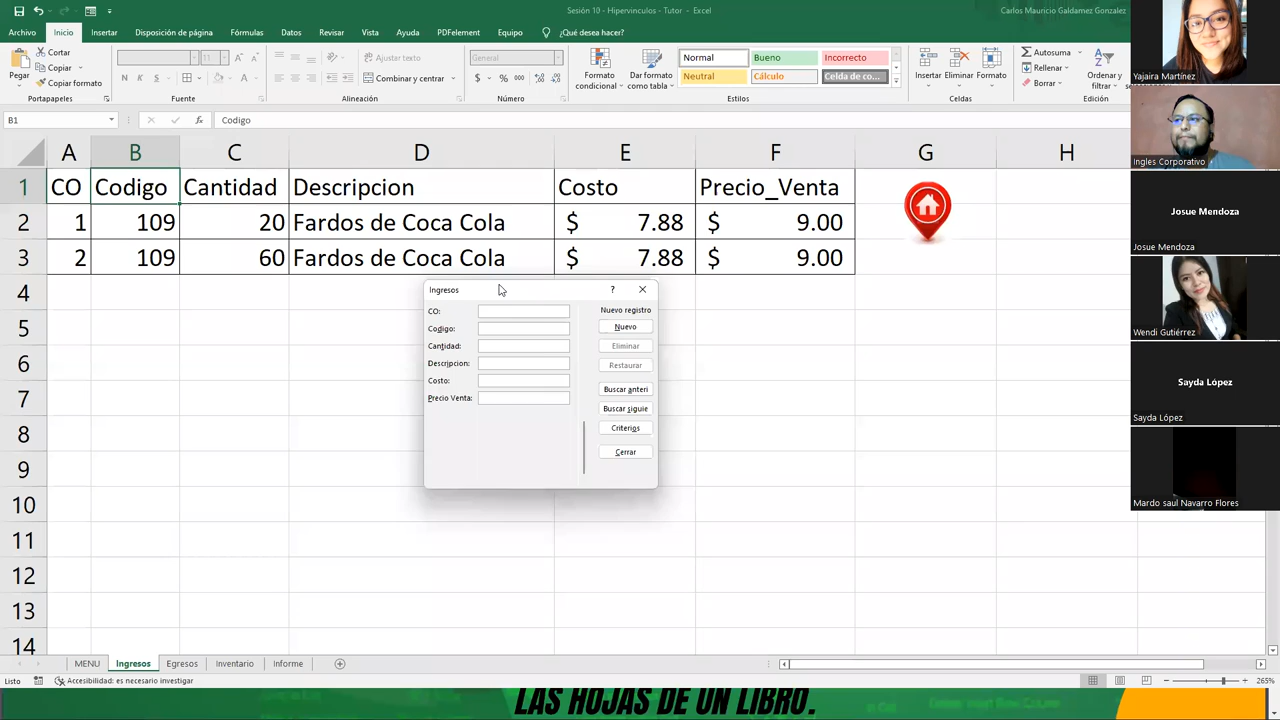 Sesión 10 - Hipervinculos - Tutor - Excel
Carlos Mauricio Galdamez Gonzalez
Archivo Inicio Insertar Disposición de página Fórmulas Datos Revisar Vista Ayuda PDFelement Equipo ¿Qué desea hacer?
Pegar
Cortar
Copiar
Copiar formato
Portapapeles
11
N K S
Fuente
Ajustar texto
Combinar y centrar
Alineación
General
$ % 000
Número
Formato condicional
Dar formato como tabla
Normal Bueno Incorrecto
Neutral Cálculo Celda de co...
Estilos
Insertar Eliminar Formato
Celdas
Autosuma
Rellenar
Borrar
Ordenar y filtrar
Edición
B1 fx Codigo
A B C D E F G H
1 CO Codigo Cantidad Descripcion Costo Precio_Venta
2 1 109 20 Fardos de Coca Cola $ 7.88 $ 9.00
3 2 109 60 Fardos de Coca Cola $ 7.88 $ 9.00
4
5
6
7
8
9
10
11
12
13
14
Ingresos ?
CO:
Codigo:
Cantidad:
Descripcion:
Costo:
Precio Venta:
Nuevo registro
Nuevo
Eliminar
Restaurar
Buscar anteri
Buscar siguie
Criterios
Cerrar
MENU Ingresos Egresos Inventario Informe
Listo Accesibilidad: es necesario investigar 265%
LAS HOJAS DE UN LIBRO.
Yajaira Martínez
Ingles Corporativo
Josue Mendoza
Josue Mendoza
Wendi Gutiérrez
Sayda López
Sayda López
Mardo saul Navarro Flores